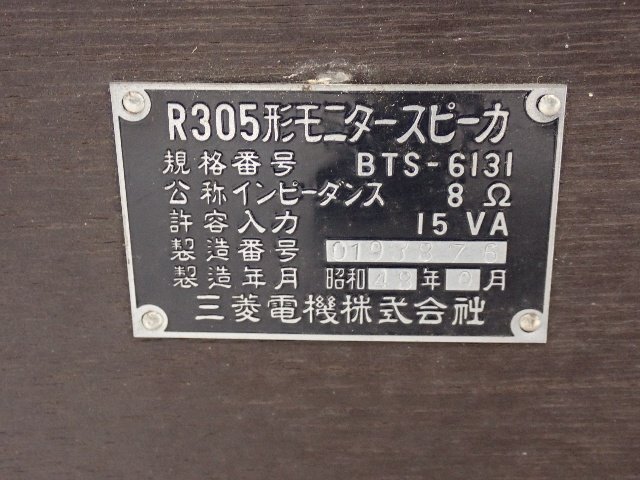 R305形モニタースピーカ
規格番号 BTS-6131
公称インピーダンス 8Ω
許容入力 15 VA
製造番号
製造年月 昭和48年 月
三菱電機株式会社